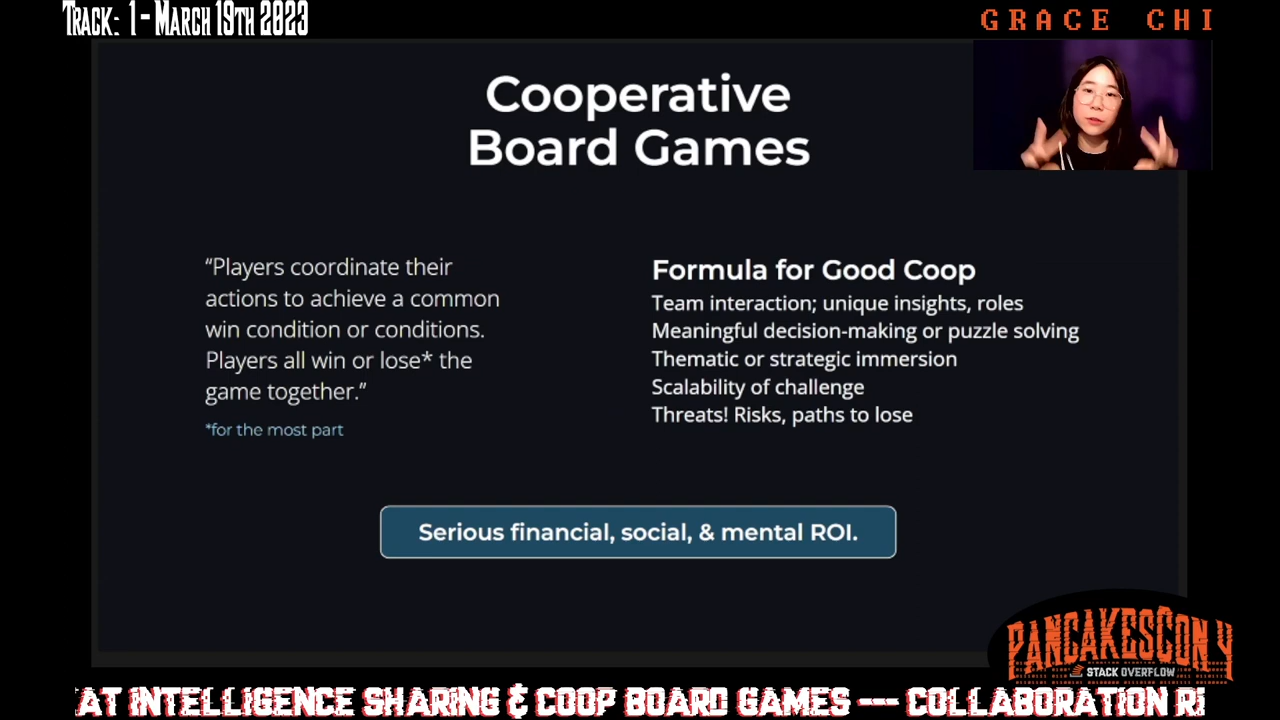 TRACK: 1 - MARCH 19TH 2023
GRACE CHI
Cooperative
Board Games
“Players coordinate their
actions to achieve a common
win condition or conditions.
Players all win or lose* the
game together.”
*for the most part
Formula for Good Coop
Team interaction; unique insights, roles
Meaningful decision-making or puzzle solving
Thematic or strategic immersion
Scalability of challenge
Threats! Risks, paths to lose
Serious financial, social, & mental ROI.
PANCAKESCON 4
STACK OVERFLOW
AT INTELLIGENCE SHARING & COOP BOARD GAMES --- COLLABORATION